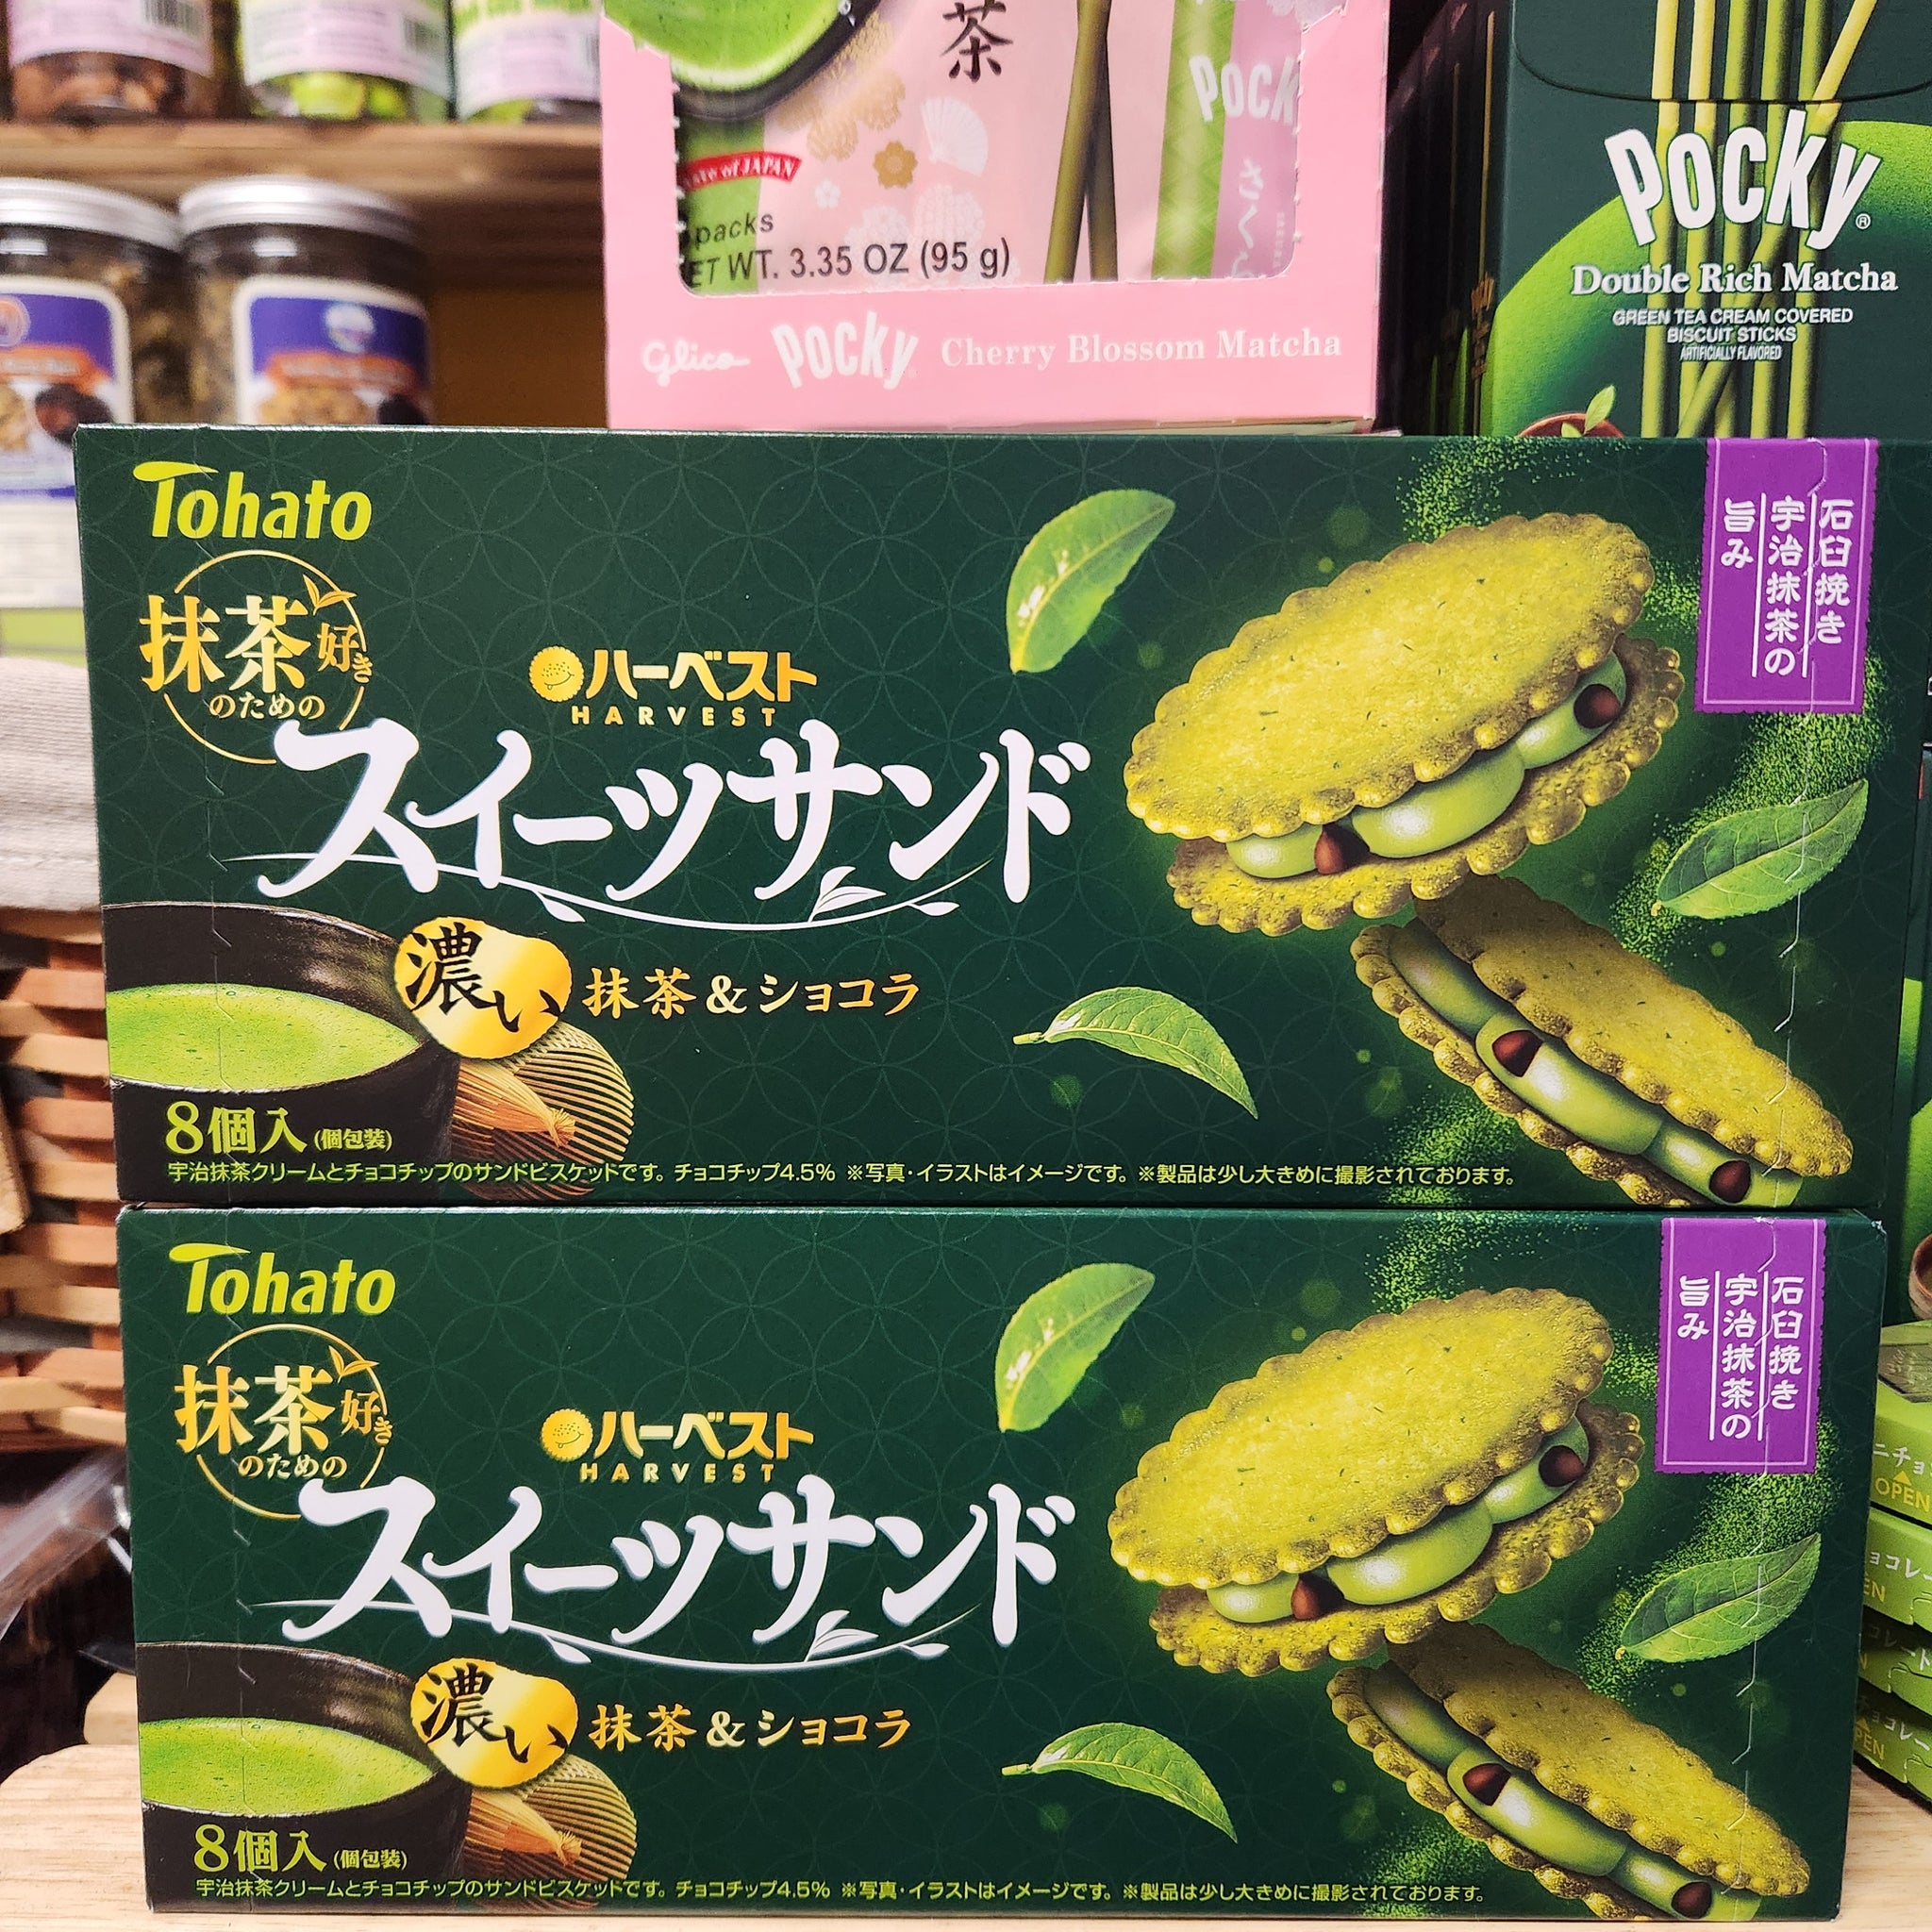 茶
POCK
さく
of JAPAN
packs
ET WT. 3.35 OZ (95 g)
Glico Pocky Cherry Blossom Matcha
Pocky®
Double Rich Matcha
GREEN TEA CREAM COVERED
BISCUIT STICKS
ARTIFICIALLY FLAVORED
Tohato
抹茶好き
のための
ハーベスト
HARVEST
スイーツサンド
濃い抹茶&ショコラ
石臼挽き
宇治抹茶の
旨み
8個入(個包装)
宇治抹茶クリームとチョコチップのサンドビスケットです。チョコチップ4.5% ※写真・イラストはイメージです。※製品は少し大きめに撮影されております。
Tohato
抹茶好き
のための
ハーベスト
HARVEST
スイーツサンド
濃い抹茶&ショコラ
石臼挽き
宇治抹茶の
旨み
8個入(個包装)
宇治抹茶クリームとチョコチップのサンドビスケットです。チョコチップ4.5% ※写真・イラストはイメージです。※製品は少し大きめに撮影されております。
ニチョ
OPEN